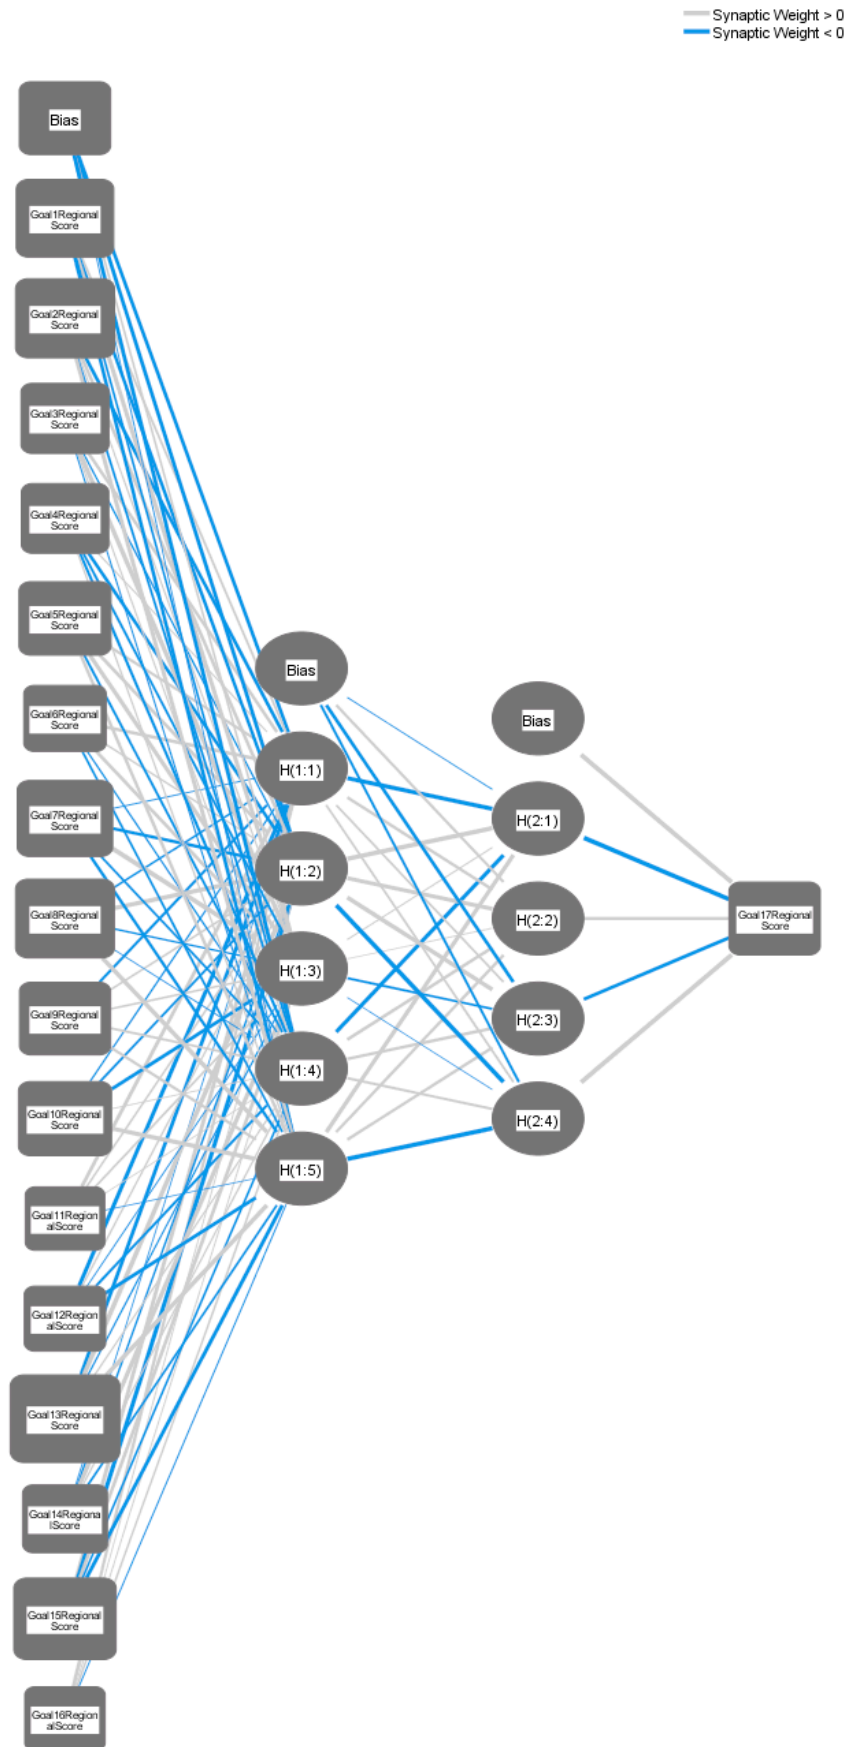 Synaptic Weight > 0
Synaptic Weight < 0
Bias
Goal1Regional
Score
Goal2Regional
Score
Goal3Regional
Score
Goal4Regional
Score
Goal5Regional
Score
Goal6Regional
Score
Goal7Regional
Score
Goal8Regional
Score
Goal9Regional
Score
Goal10Regional
Score
Goal11Region
alScore
Goal12Region
alScore
Goal13Regional
Score
Goal14Regiona
lScore
Goal15Regional
Score
Goal16Region
alScore
Bias
H(1:1)
H(1:2)
H(1:3)
H(1:4)
H(1:5)
Bias
H(2:1)
H(2:2)
H(2:3)
H(2:4)
Goal17Regional
Score